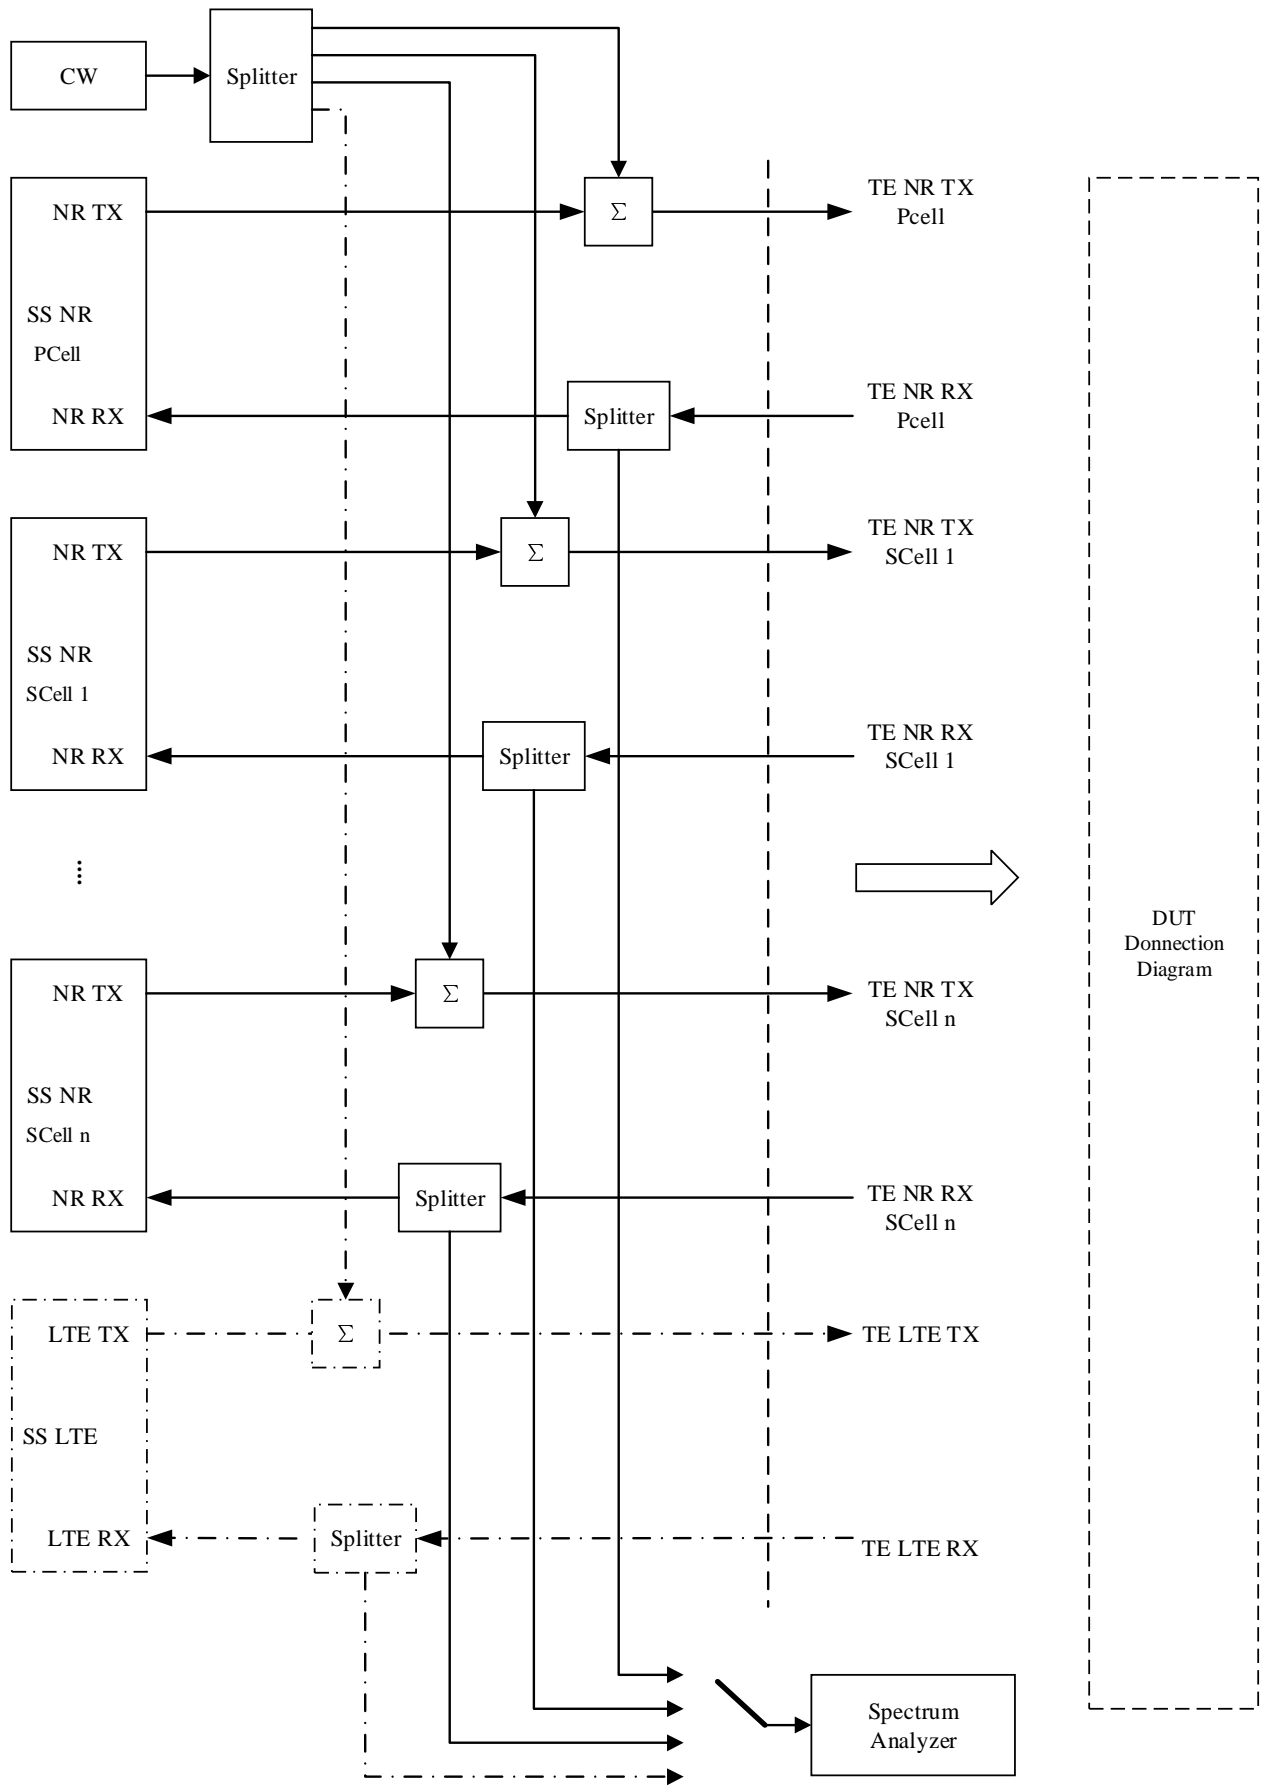 CW
Splitter
NR TX
Σ
TE NR TX
Pcell
SS NR
PCell
NR RX
Splitter
TE NR RX
Pcell
NR TX
Σ
TE NR TX
SCell 1
SS NR
SCell 1
NR RX
Splitter
TE NR RX
SCell 1
DUT
Donnection
Diagram
NR TX
Σ
TE NR TX
SCell n
SS NR
SCell n
NR RX
Splitter
TE NR RX
SCell n
LTE TX
Σ
TE LTE TX
SS LTE
LTE RX
Splitter
TE LTE RX
Spectrum
Analyzer